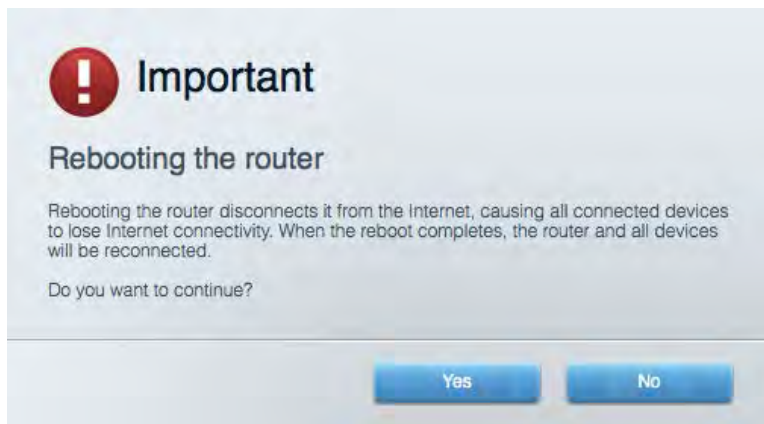 Important
Rebooting the router
Rebooting the router disconnects it from the Internet, causing all connected devices
to lose Internet connectivity. When the reboot completes, the router and all devices
will be reconnected.
Do you want to continue?
Yes No